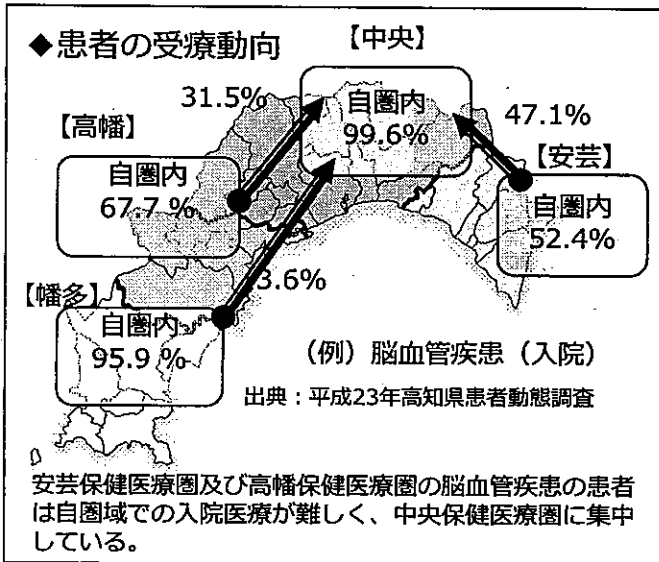 ◆患者の受療動向
【中央】
31.5%
自圏内
99.6%
47.1%
【高幡】
自圏内
67.7 %
【安芸】
自圏内
52.4%
3.6%
【幡多】
自圏内
95.9 %
（例）脳血管疾患（入院）
出典：平成23年高知県患者動態調査
安芸保健医療圏及び高幡保健医療圏の脳血管疾患の患者
は自圏域での入院医療が難しく、中央保健医療圏に集中
している。